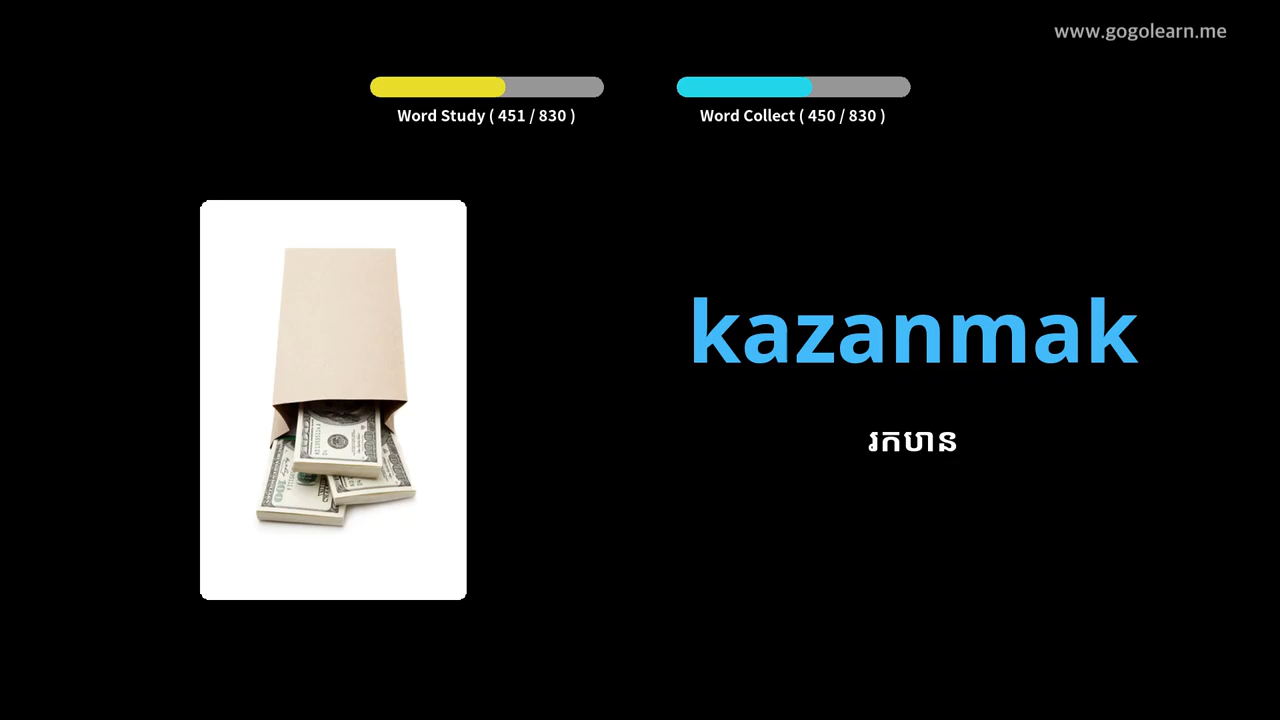 www.gogolearn.me
Word Study ( 451 / 830 )
Word Collect ( 450 / 830 )
kazanmak
រកបាន